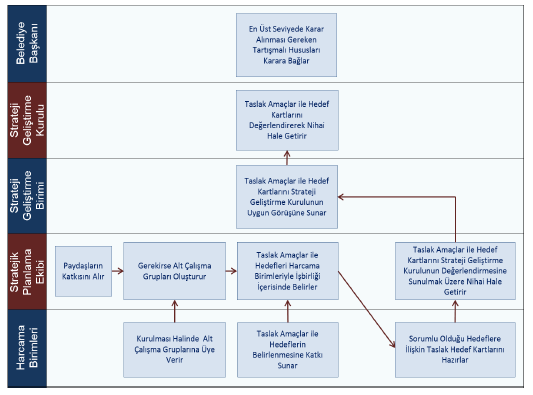 Belediye
Başkanı
En Üst Seviyede Karar
Alınması Gereken
Tartışmalı Hususları
Karara Bağlar
Strateji
Geliştirme
Kurulu
Taslak Amaçlar ile Hedef
Kartlarını
Değerlendirerek Nihai
Hale Getirir
Strateji
Geliştirme
Birimi
Taslak Amaçlar ile Hedef
Kartlarını Strateji
Geliştirme Kurulunun
Uygun Görüşüne Sunar
Stratejik
Planlama
Ekibi
Paydaşların
Katkısını Alır
Gerekirse Alt Çalışma
Grupları Oluşturur
Taslak Amaçlar ile
Hedefleri Harcama
Birimleriyle İşbirliği
İçerisinde Belirler
Taslak Amaçlar ile Hedef
Kartlarını Strateji Geliştirme
Kurulunun Değerlendirmesine
Sunulmak Üzere Nihai Hale
Getirir
Harcama
Birimleri
Kurulması Halinde Alt
Çalışma Gruplarına Üye
Verir
Taslak Amaçlar ile
Hedeflerin
Belirlenmesine Katkı
Sunar
Sorumlu Olduğu Hedeflere
İlişkin Taslak Hedef Kartlarını
Hazırlar